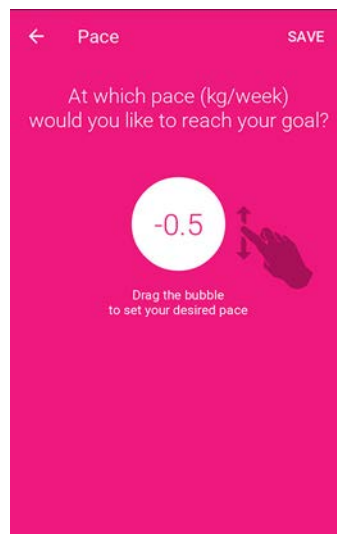 Pace
SAVE
At which pace (kg/week)
would you like to reach your goal?
-0.5
Drag the bubble
to set your desired pace